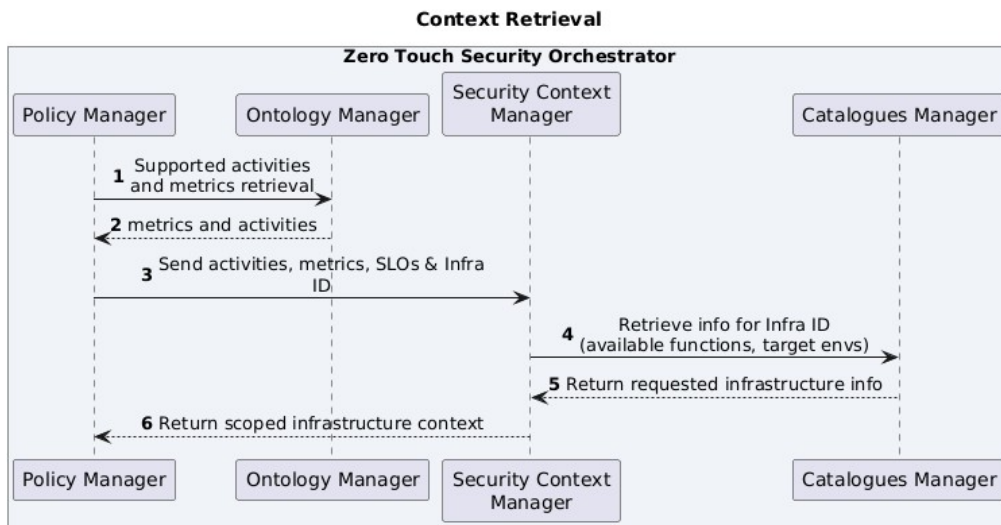 Context Retrieval
Zero Touch Security Orchestrator
Policy Manager
Ontology Manager
Security Context
Manager
Catalogues Manager
1 Supported activities
and metrics retrieval
2 metrics and activities
3 Send activities, metrics, SLOs & Infra
ID
4 Retrieve info for Infra ID
(available functions, target envs)
5 Return requested infrastructure info
6 Return scoped infrastructure context
Policy Manager
Ontology Manager
Security Context
Manager
Catalogues Manager